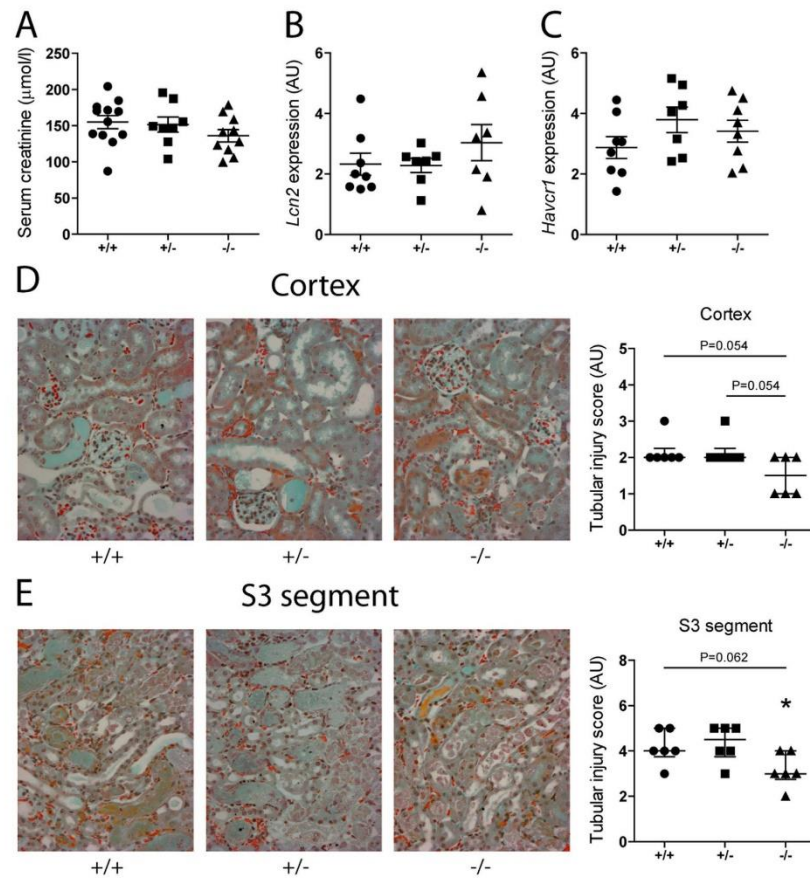 A
Serum creatinine (µmol/l)
250
200
150
100
50
0
+/+ +/- -/-
B
Lcn2 expression (AU)
6
4
2
0
+/+ +/- -/-
C
Havcr1 expression (AU)
6
4
2
0
+/+ +/- -/-
D
Cortex
+/+ +/- -/-
Cortex
Tubular injury score (AU)
5
4
3
2
1
0
P=0.054
P=0.054
+/+ +/- -/-
E
S3 segment
+/+ +/- -/-
S3 segment
Tubular injury score (AU)
8
6
4
2
0
P=0.062
*
+/+ +/- -/-